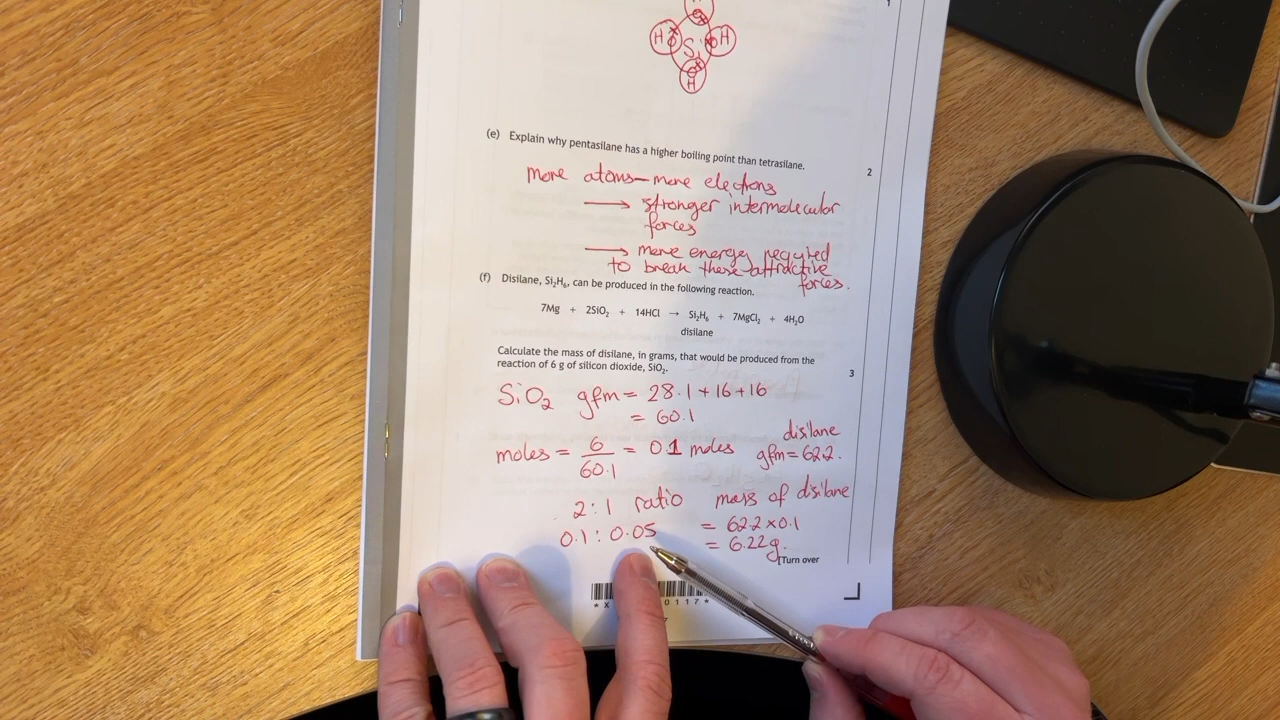 1
H
H Si H
H
(e) Explain why pentasilane has a higher boiling point than tetrasilane.
2
more atoms—more electrons
→ stronger intermolecular
forces
→ more energy required
to break these attractive
forces.
(f) Disilane, Si₂H₆, can be produced in the following reaction.
7Mg + 2SiO₂ + 14HCl → Si₂H₆ + 7MgCl₂ + 4H₂O
disilane
Calculate the mass of disilane, in grams, that would be produced from the
reaction of 6 g of silicon dioxide, SiO₂.
3
SiO₂ gfm = 28.1 + 16 + 16
= 60.1
moles = 6/60.1 = 0.1 moles
disilane
gfm = 62.2.
2:1 ratio
0.1 : 0.05
mass of disilane
= 62.2 × 0.1
= 6.22g.
[Turn over
* X 0117*